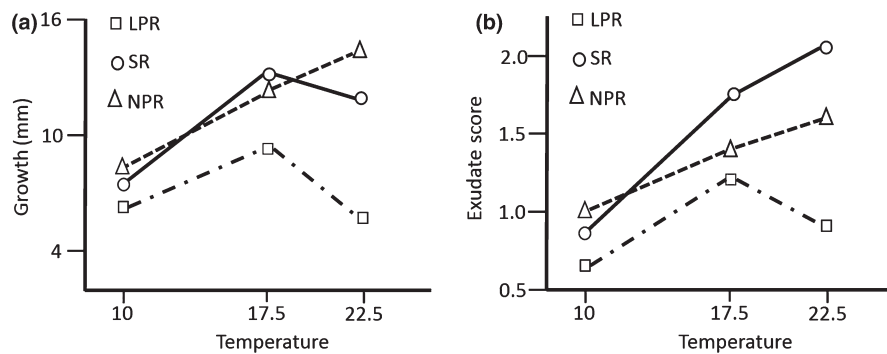 (a)
16
10
4
Growth (mm)
LPR
SR
NPR
10 17.5 22.5
Temperature
(b)
2.0
1.5
1.0
0.5
Exudate score
LPR
SR
NPR
10 17.5 22.5
Temperature